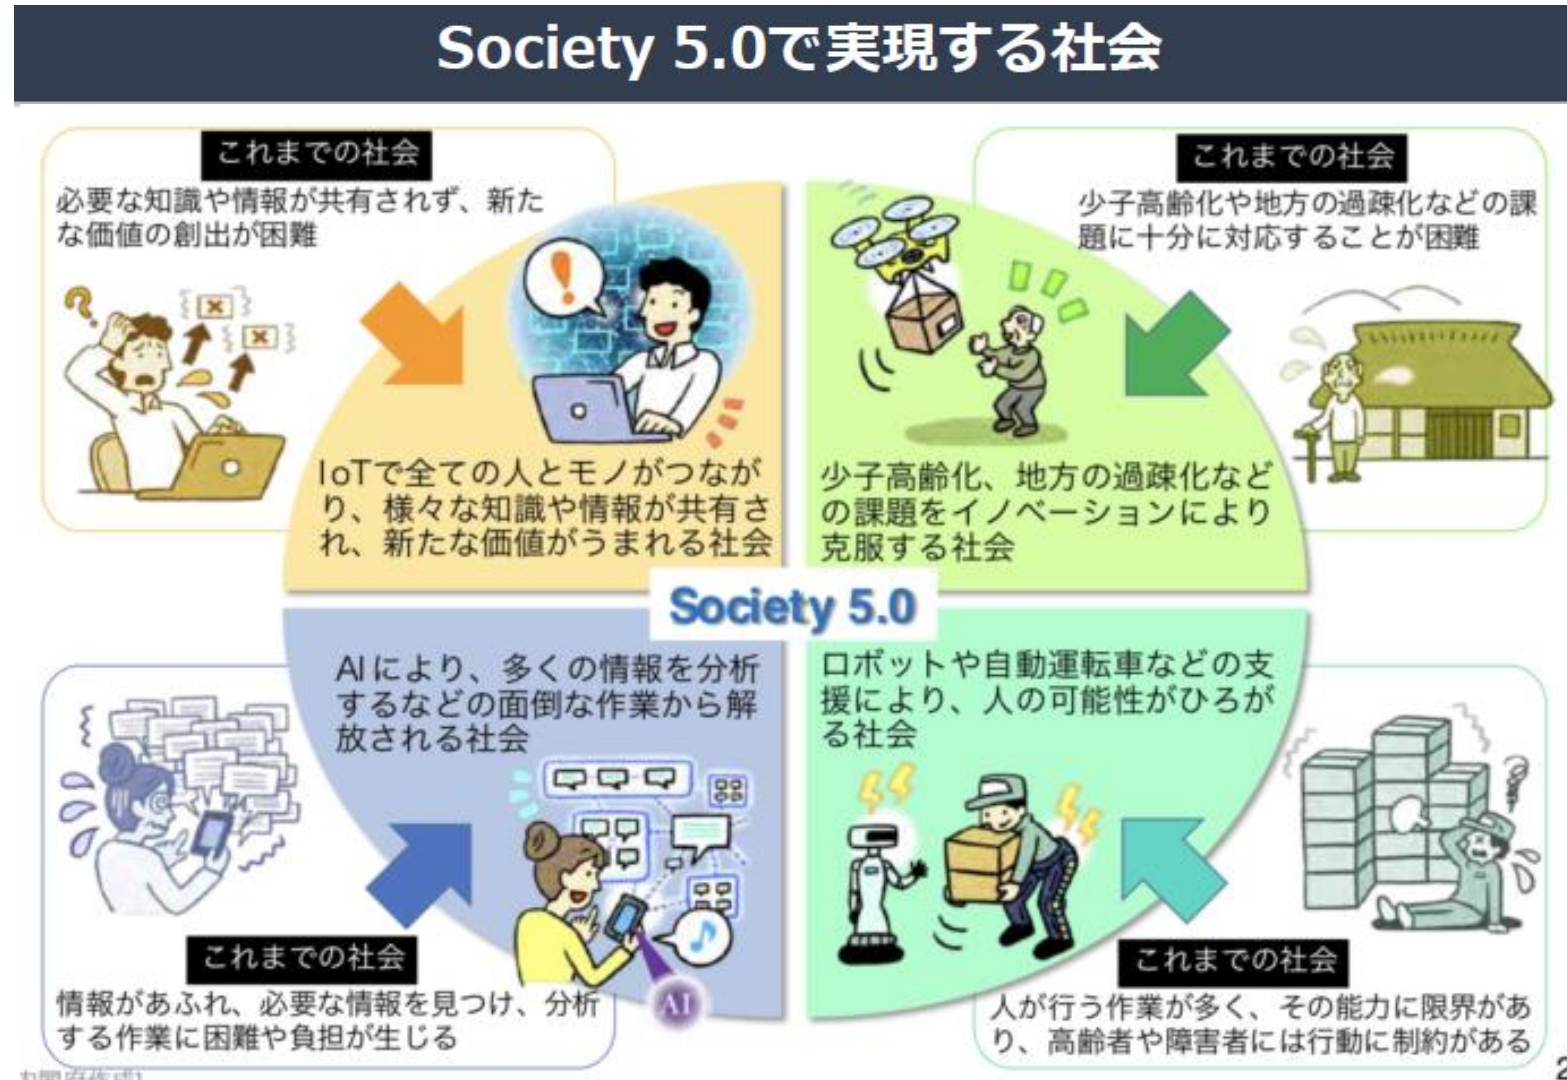 Society 5.0で実現する社会
これまでの社会
必要な知識や情報が共有されず、新た
な価値の創出が困難
IoTで全ての人とモノがつなが
り、様々な知識や情報が共有さ
れ、新たな価値がうまれる社会
これまでの社会
少子高齢化や地方の過疎化などの課
題に十分に対応することが困難
少子高齢化、地方の過疎化など
の課題をイノベーションにより
克服する社会
Society 5.0
AIにより、多くの情報を分析
するなどの面倒な作業から解
放される社会
AI
これまでの社会
情報があふれ、必要な情報を見つけ、分析
する作業に困難や負担が生じる
ロボットや自動運転車などの支
援により、人の可能性がひろが
る社会
これまでの社会
人が行う作業が多く、その能力に限界があ
り、高齢者や障害者には行動に制約がある